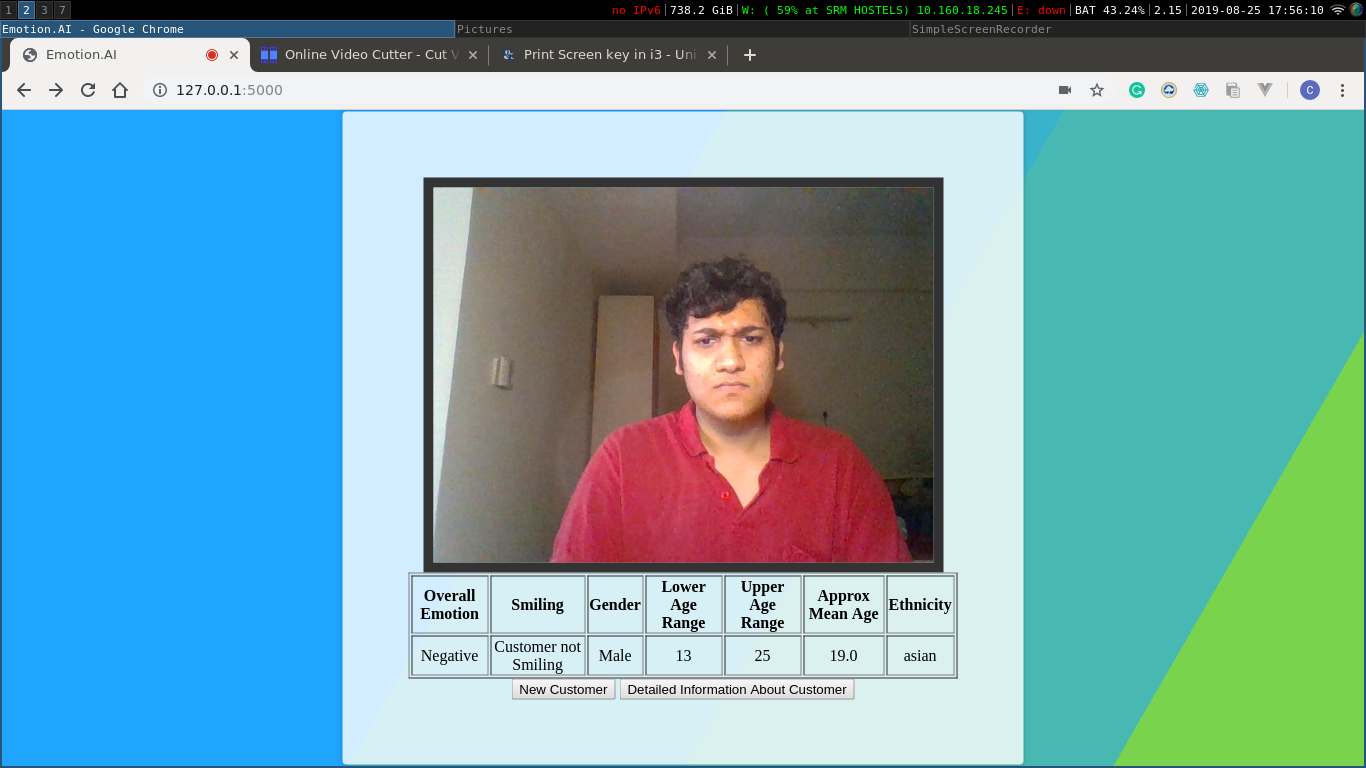 1 2 3 7
no IPv6|738.2 GiB|W: ( 59% at SRM HOSTELS) 10.160.18.245|E: down|BAT 43.24%|2.15|2019-08-25 17:56:10
Emotion.AI - Google Chrome
Pictures
SimpleScreenRecorder
Emotion.AI
Online Video Cutter - Cut V
Print Screen key in i3 - Uni
127.0.0.1:5000
C
Overall Emotion
Smiling
Gender
Lower Age Range
Upper Age Range
Approx Mean Age
Ethnicity
Negative
Customer not Smiling
Male
13
25
19.0
asian
New Customer
Detailed Information About Customer